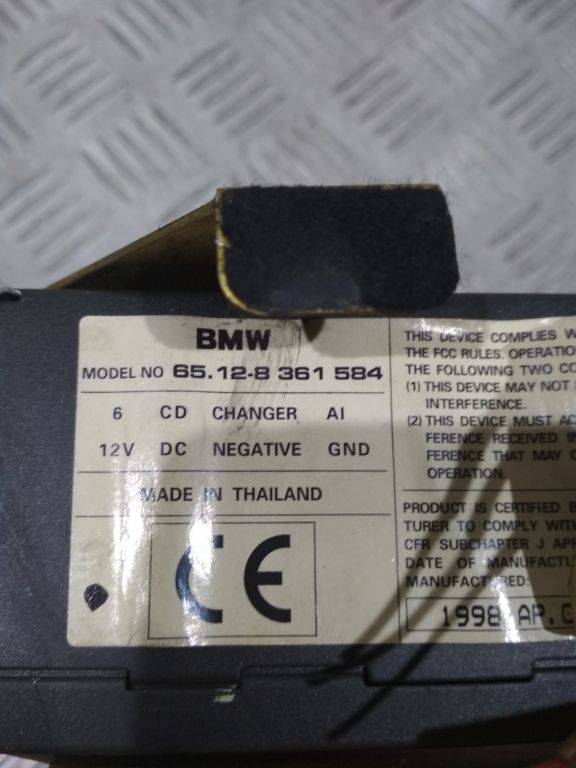 BMW
MODEL NO 65.12-8 361 584
6 CD CHANGER AI
12V DC NEGATIVE GND
MADE IN THAILAND
CE
THIS DEVICE COMPLIES
THE FCC RULES. OPERATION
THE FOLLOWING TWO
(1) THIS DEVICE MAY NOT
INTERFERENCE.
(2) THIS DEVICE MUST
FERENCE RECEIVED
FERENCE THAT MAY
OPERATION.
PRODUCT IS CERTIFIED
TURER TO COMPLY WITH
CFR SUBCHAPTER J
DATE OF
MANUFACTURED:
1998 AP.